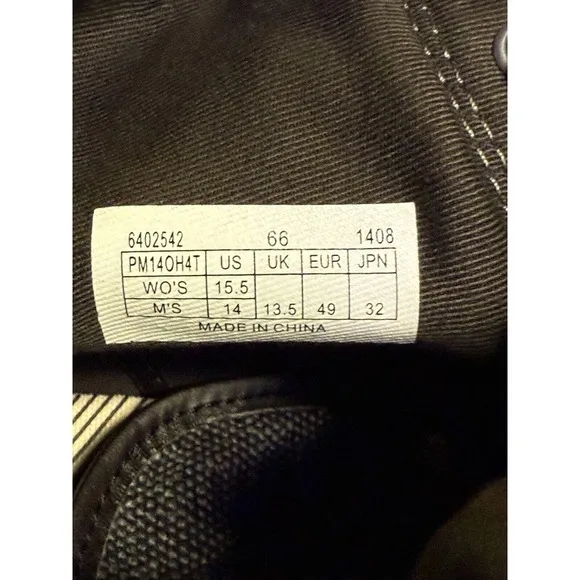 6402542 66 1408
PM14OH4T US UK EUR JPN
WO'S 15.5
M'S 14 13.5 49 32
MADE IN CHINA